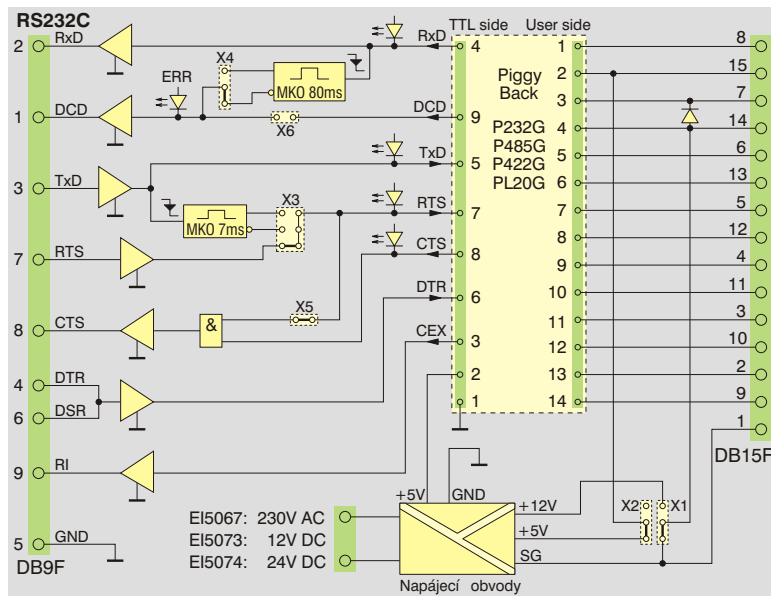 RS232C
TTL side User side
2 RxD RxD 4 1 8
X4
ERR
MKO 80ms
Piggy
Back
2 15
3 7
1 DCD DCD 9 4 14
X6
P232G
P485G
P422G
PL20G
TxD 5 5 6
3 TxD
6 13
X3
RTS 7 7 5
MKO 7ms
8 12
7 RTS CTS 8 9 4
DTR 6 10 11
X5
11 3
8 CTS & CEX 3 12 10
4 DTR 2 13 2
6 DSR 1 14 9
1
DB15F
9 RI
+5V GND
EI5067: 230V AC +12V X2 X1
EI5073: 12V DC +5V
EI5074: 24V DC SG
5 GND
DB9F
Napájecí obvody